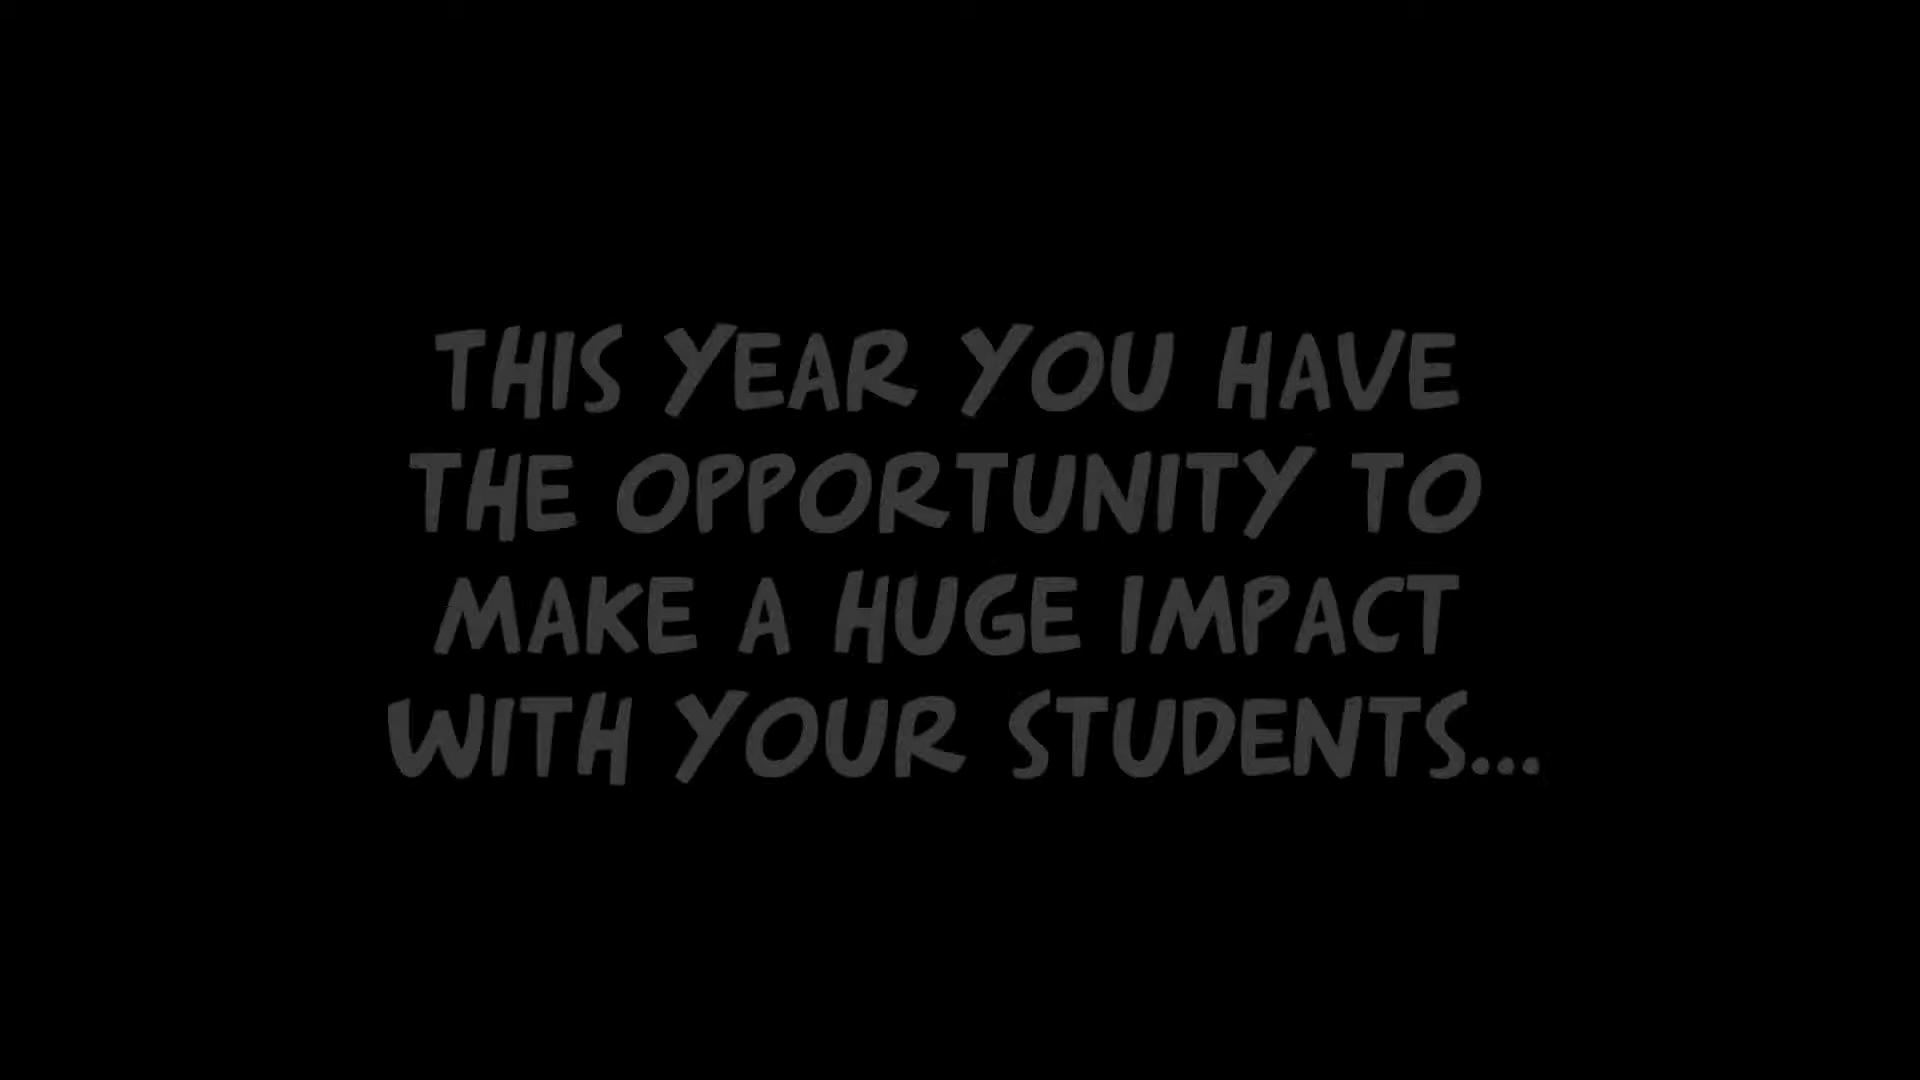 THIS YEAR YOU HAVE
THE OPPORTUNITY TO
MAKE A HUGE IMPACT
WITH YOUR STUDENTS...